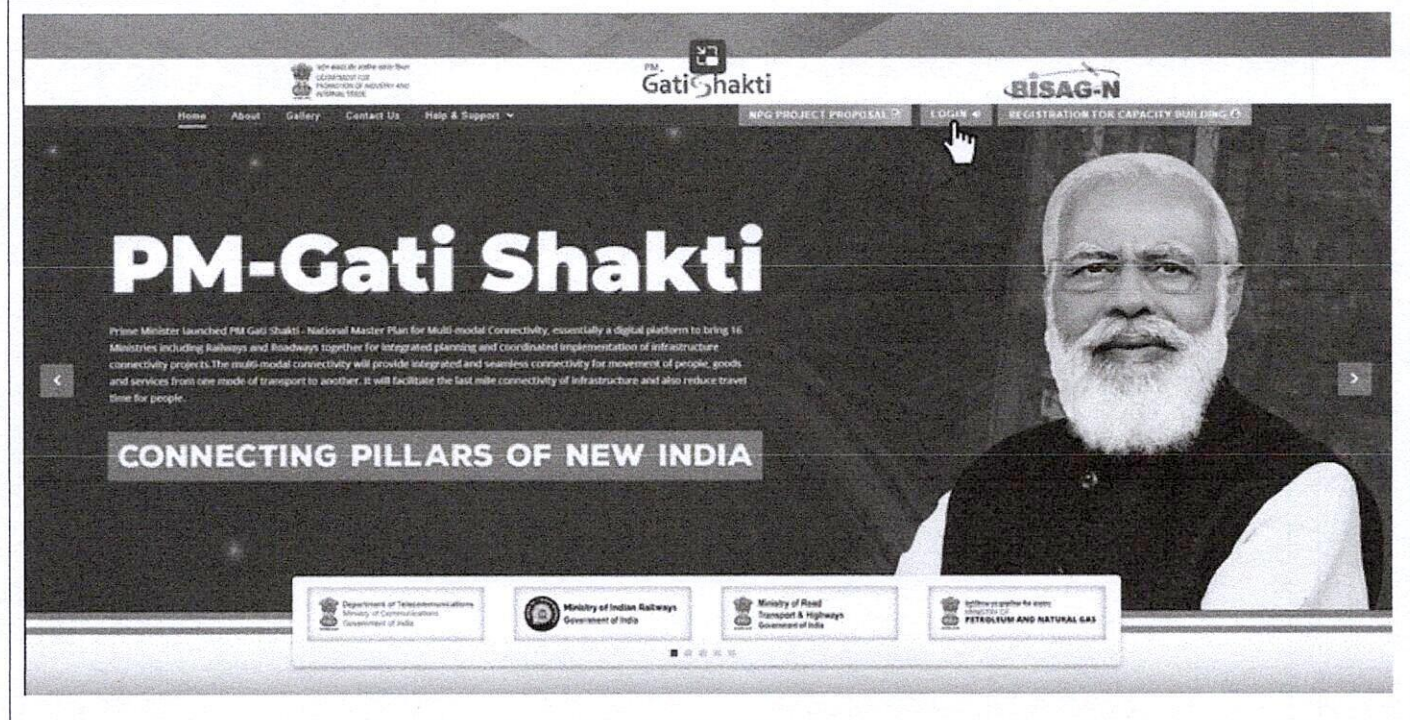 GOVERNMENT OF INDIA
PM
GatiShakti
BISAG-N
Home About Gallery Contact Us Help & Support
NPG PROJECT PROPOSAL LOGIN REGISTRATION FOR CAPACITY BUILDING
PM-Gati Shakti
Prime Minister launched PM Gati Shakti - National Master Plan for Multi-modal Connectivity, essentially a digital platform to bring 16
Ministries including Railways and Roadways together for integrated planning and coordinated implementation of infrastructure
connectivity projects.The multi-modal connectivity will provide integrated and seamless connectivity for movement of people, goods
and services from one mode of transport to another. It will facilitate the last mile connectivity of infrastructure and also reduce travel
time for people.
CONNECTING PILLARS OF NEW INDIA
Department of Telecommunications
Ministry of Communications
Government of India
Ministry of Indian Railways
Government of India
Ministry of Road
Transport & Highways
Government of India
MINISTRY OF
PETROLEUM AND NATURAL GAS